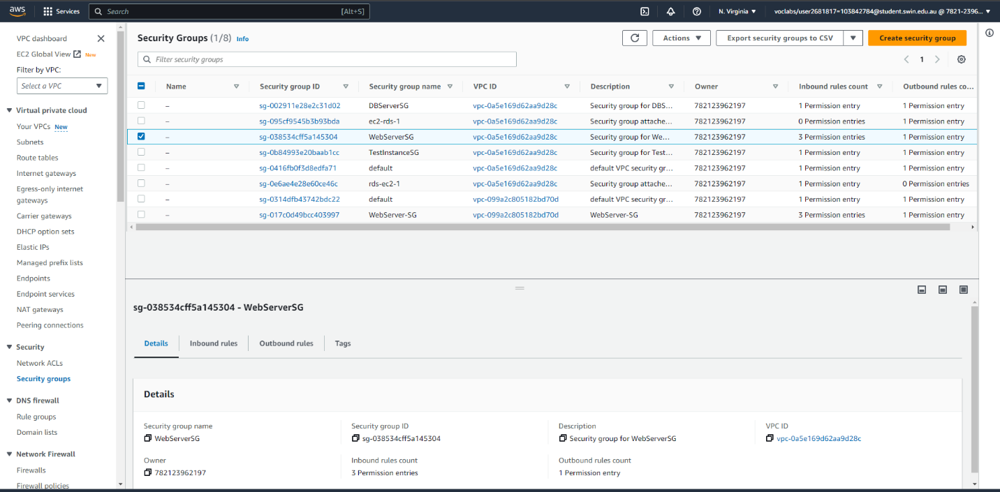 aws Services Search [Alt+S] N. Virginia voclabs/user2681817=103842784@student.swin.edu.au @ 7821-2396...
VPC dashboard
EC2 Global View New
Filter by VPC:
Select a VPC
Virtual private cloud
Your VPCs New
Subnets
Route tables
Internet gateways
Egress-only internet
gateways
Carrier gateways
DHCP option sets
Elastic IPs
Managed prefix lists
Endpoints
Endpoint services
NAT gateways
Peering connections
Security
Network ACLs
Security groups
DNS firewall
Rule groups
Domain lists
Network Firewall
Firewalls
Firewall policies
Security Groups (1/8) Info Actions Export security groups to CSV Create security group
Filter security groups 1
Name Security group ID Security group name VPC ID Description Owner Inbound rules count Outbound rules co...
– sg-002911e28e2c31d02 DBServerSG vpc-0a5e169d62aa9d28c Security group for DBS... 782123962197 1 Permission entry 1 Permission entry
– sg-095cf9545b3b93bda ec2-rds-1 vpc-0a5e169d62aa9d28c Security group attache... 782123962197 0 Permission entries 1 Permission entry
– sg-038534cff5a145304 WebServerSG vpc-0a5e169d62aa9d28c Security group for We... 782123962197 3 Permission entries 1 Permission entry
– sg-0b84993e20baab1cc TestInstanceSG vpc-0a5e169d62aa9d28c Security group for Test... 782123962197 1 Permission entry 1 Permission entry
– sg-0416fb0f3d8edfa71 default vpc-0a5e169d62aa9d28c default VPC security gr... 782123962197 1 Permission entry 1 Permission entry
– sg-0e6ae4e28e60ce46c rds-ec2-1 vpc-0a5e169d62aa9d28c Security group attache... 782123962197 1 Permission entry 0 Permission entries
– sg-0314dfb43742bdc22 default vpc-099a2c805182bd70d default VPC security gr... 782123962197 1 Permission entry 1 Permission entry
– sg-017c0d49bcc403997 WebServer-SG vpc-099a2c805182bd70d WebServer-SG 782123962197 3 Permission entries 1 Permission entry
sg-038534cff5a145304 - WebServerSG
Details Inbound rules Outbound rules Tags
Details
Security group name Security group ID Description VPC ID
WebServerSG sg-038534cff5a145304 Security group for WebServerSG vpc-0a5e169d62aa9d28c
Owner Inbound rules count Outbound rules count
782123962197 3 Permission entries 1 Permission entry